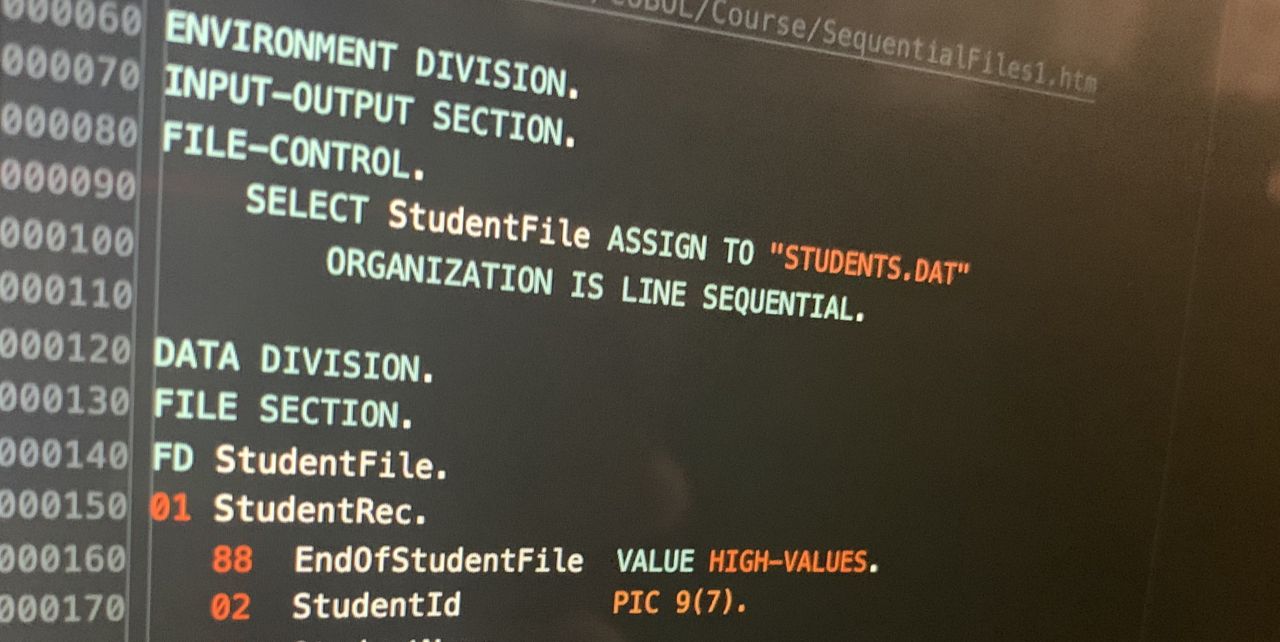 /COBOL/Course/SequentialFiles1.htm
000060 ENVIRONMENT DIVISION.
000070 INPUT-OUTPUT SECTION.
000080 FILE-CONTROL.
000090 SELECT StudentFile ASSIGN TO "STUDENTS.DAT"
000100 ORGANIZATION IS LINE SEQUENTIAL.
000110
000120 DATA DIVISION.
000130 FILE SECTION.
000140 FD StudentFile.
000150 01 StudentRec.
000160 88 EndOfStudentFile VALUE HIGH-VALUES.
000170 02 StudentId PIC 9(7).